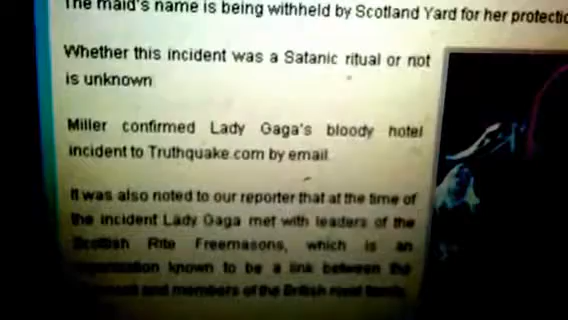 The maid's name is being withheld by Scotland Yard for her protectio
Whether this incident was a Satanic ritual or not
is unknown
Miller confirmed Lady Gaga's bloody hotel
incident to Truthquake.com by email
It was also noted to our reporter that at the time of
the incident Lady Gaga met with leaders of the
Scottish Rite Freemasons, which is an
known to be a link between the
and members of the British royal